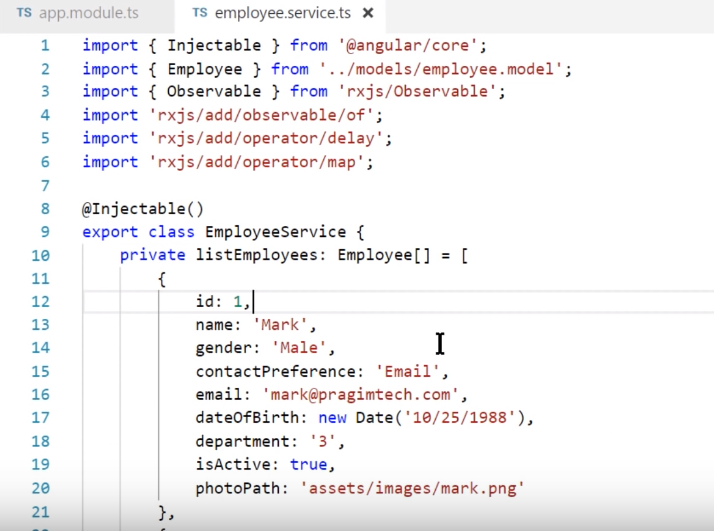 TS app.module.ts TS employee.service.ts ×
1 import { Injectable } from '@angular/core';
2 import { Employee } from '../models/employee.model';
3 import { Observable } from 'rxjs/Observable';
4 import 'rxjs/add/observable/of';
5 import 'rxjs/add/operator/delay';
6 import 'rxjs/add/operator/map';
7
8 @Injectable()
9 export class EmployeeService {
10 private listEmployees: Employee[] = [
11 {
12 id: 1,
13 name: 'Mark',
14 gender: 'Male',
15 contactPreference: 'Email',
16 email: 'mark@pragimtech.com',
17 dateOfBirth: new Date('10/25/1988'),
18 department: '3',
19 isActive: true,
20 photoPath: 'assets/images/mark.png'
21 },